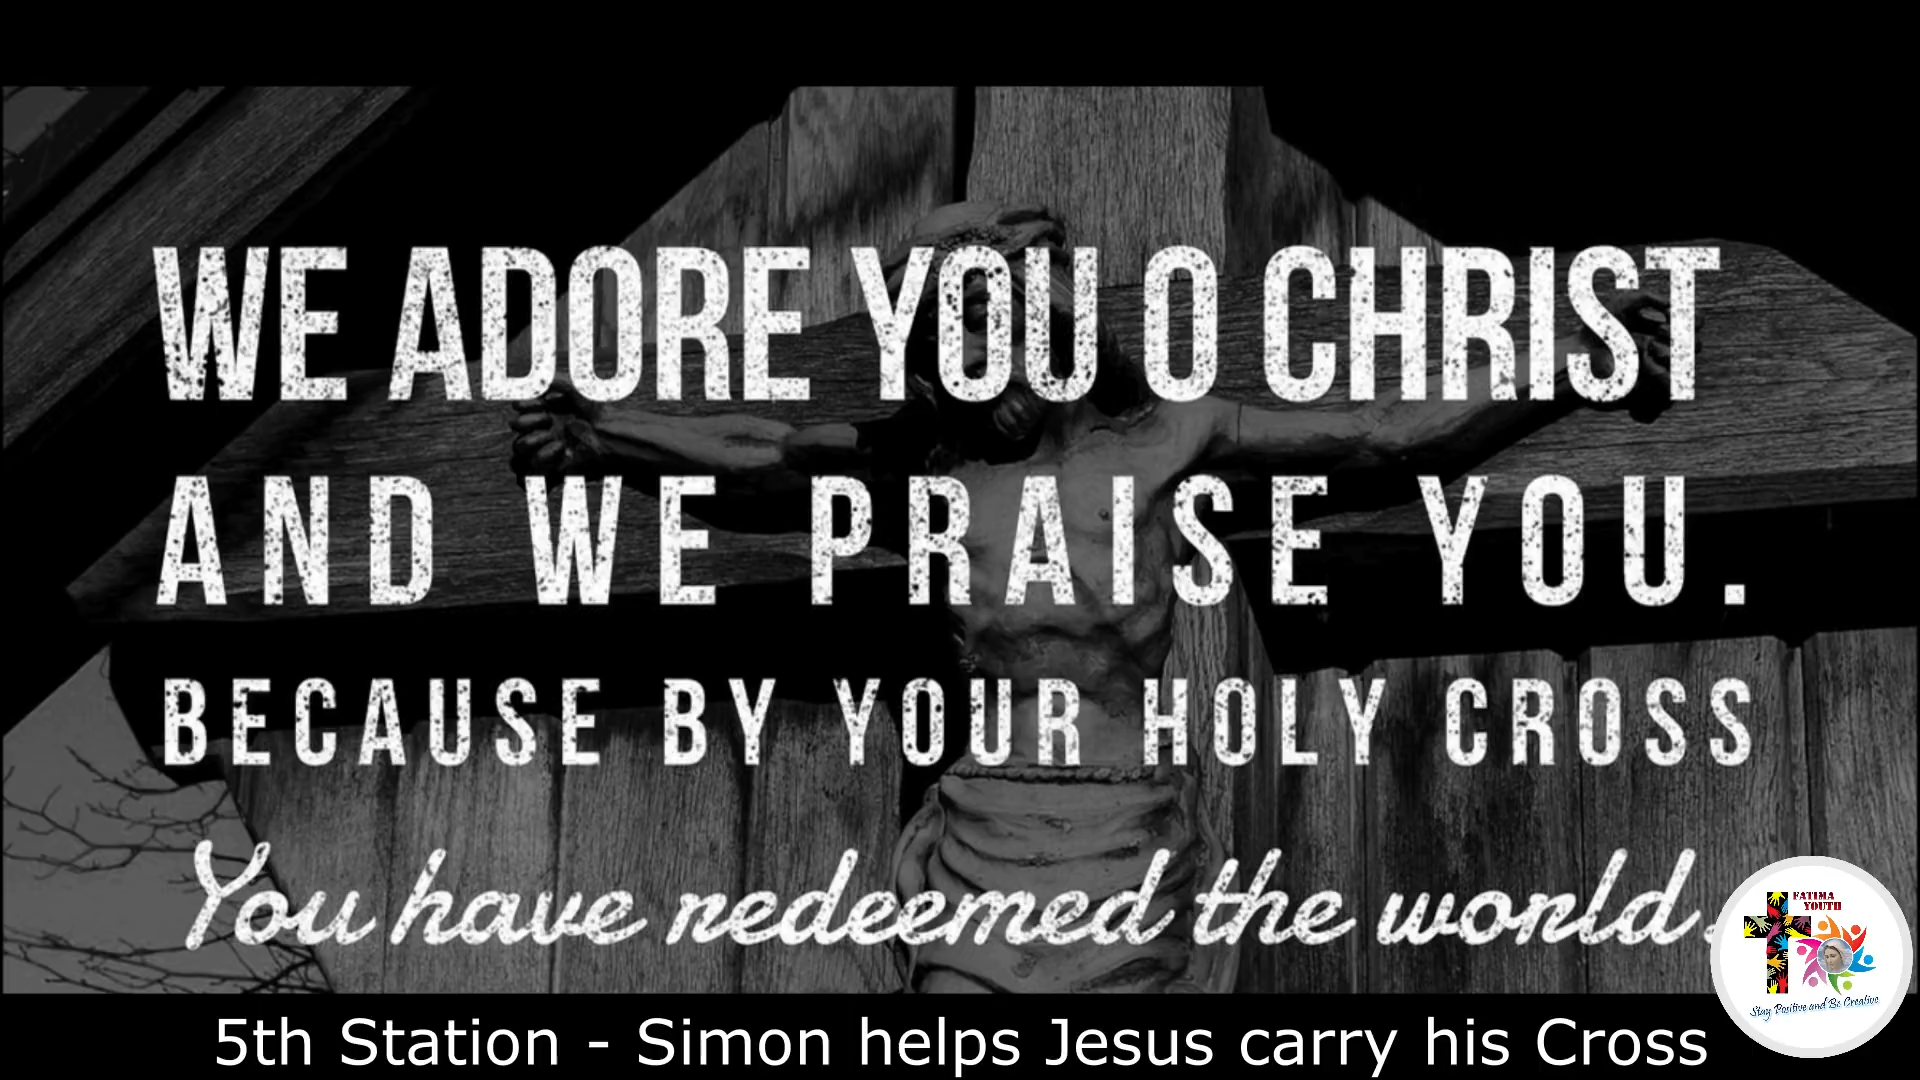 WE ADORE YOU O CHRIST
AND WE PRAISE YOU.
BECAUSE BY YOUR HOLY CROSS
You have redeemed the world.
FATIMA
YOUTH
Stay Positive and Be Creative
5th Station - Simon helps Jesus carry his Cross